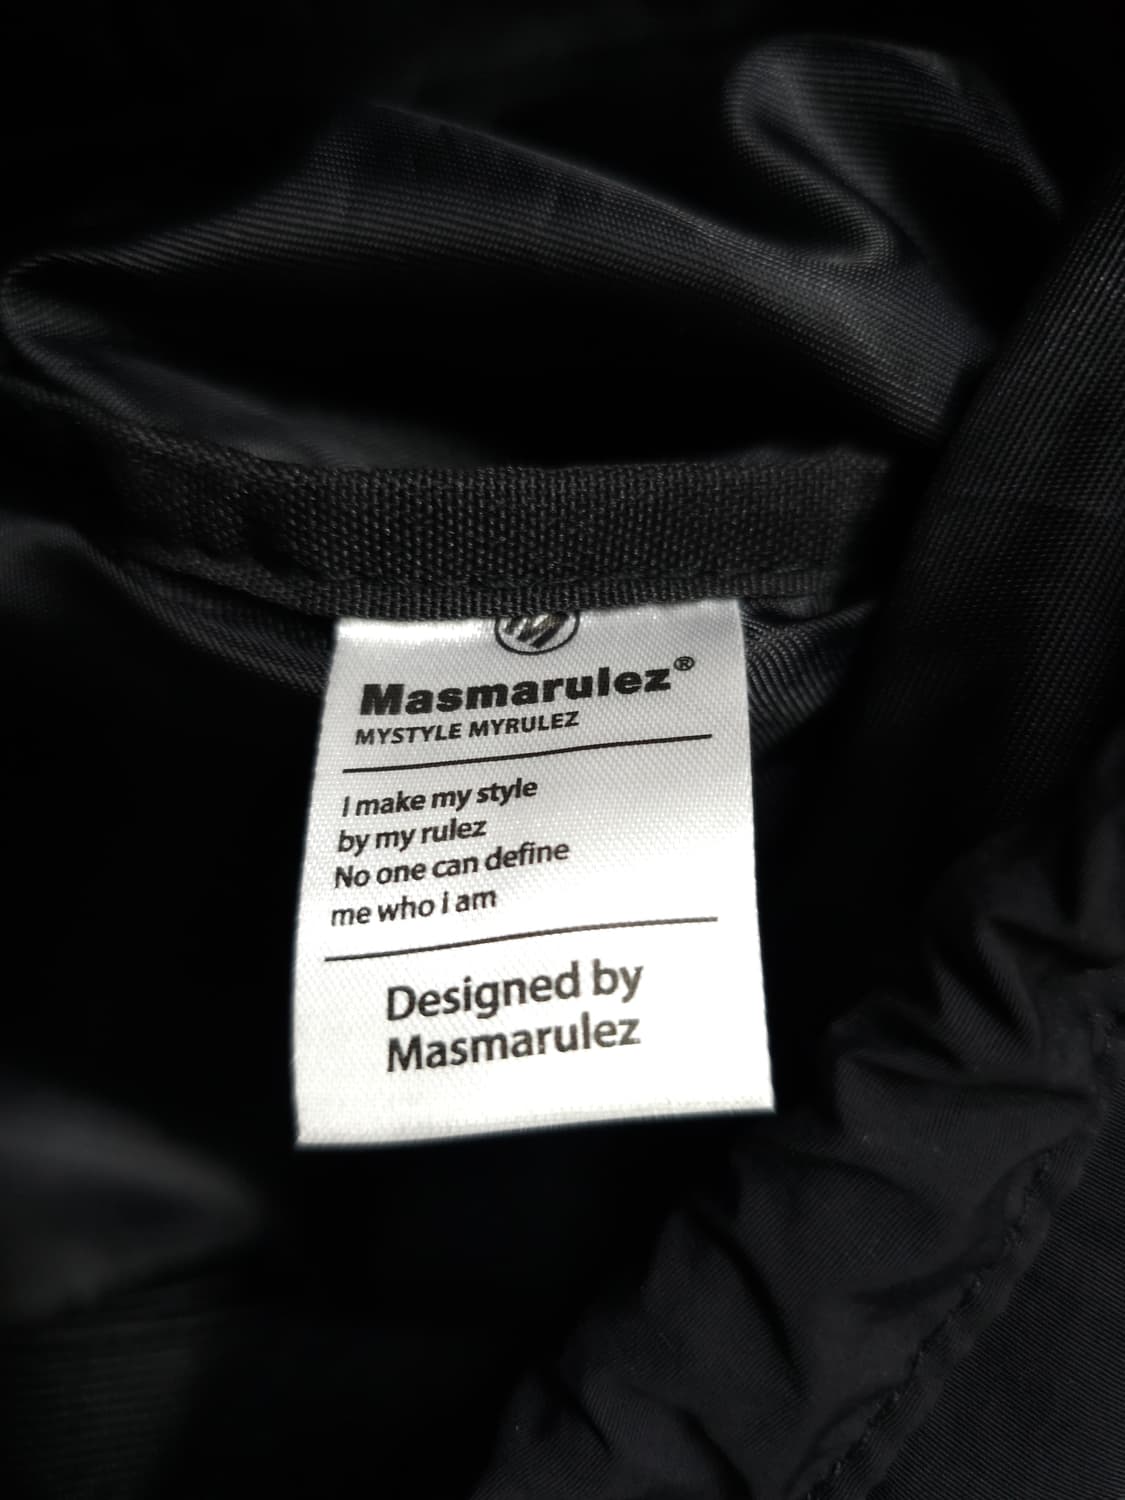 Masmarulez®
MYSTYLE MYRULEZ
I make my style
by my rulez
No one can define
me who i am
Designed by
Masmarulez